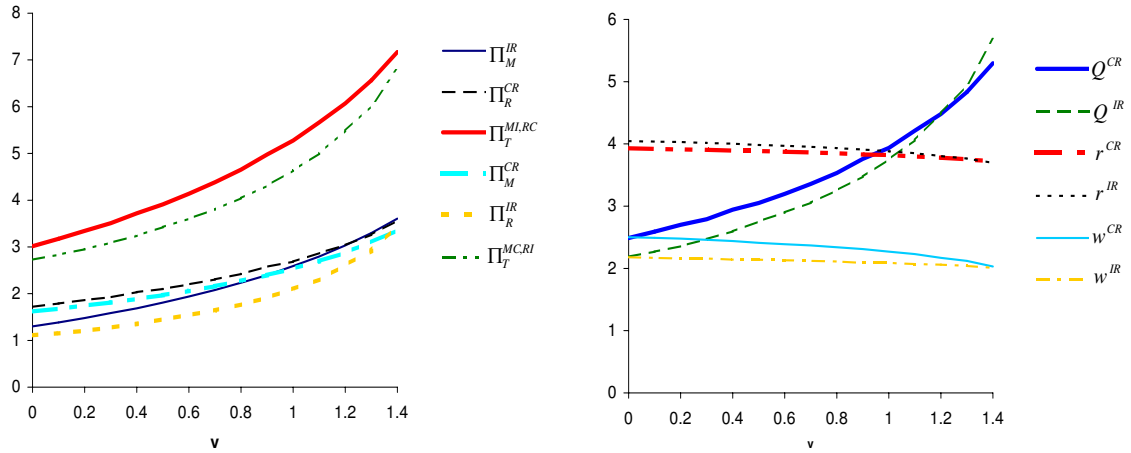 8
7
6
5
4
3
2
1
0
0 0.2 0.4 0.6 0.8 1 1.2 1.4
v
Π_M^{IR}
Π_R^{CR}
Π_T^{MI,RC}
Π_M^{CR}
Π_R^{IR}
Π_T^{MC,RI}
6
5
4
3
2
1
0
0 0.2 0.4 0.6 0.8 1 1.2 1.4
v
Q^{CR}
Q^{IR}
r^{CR}
r^{IR}
w^{CR}
w^{IR}